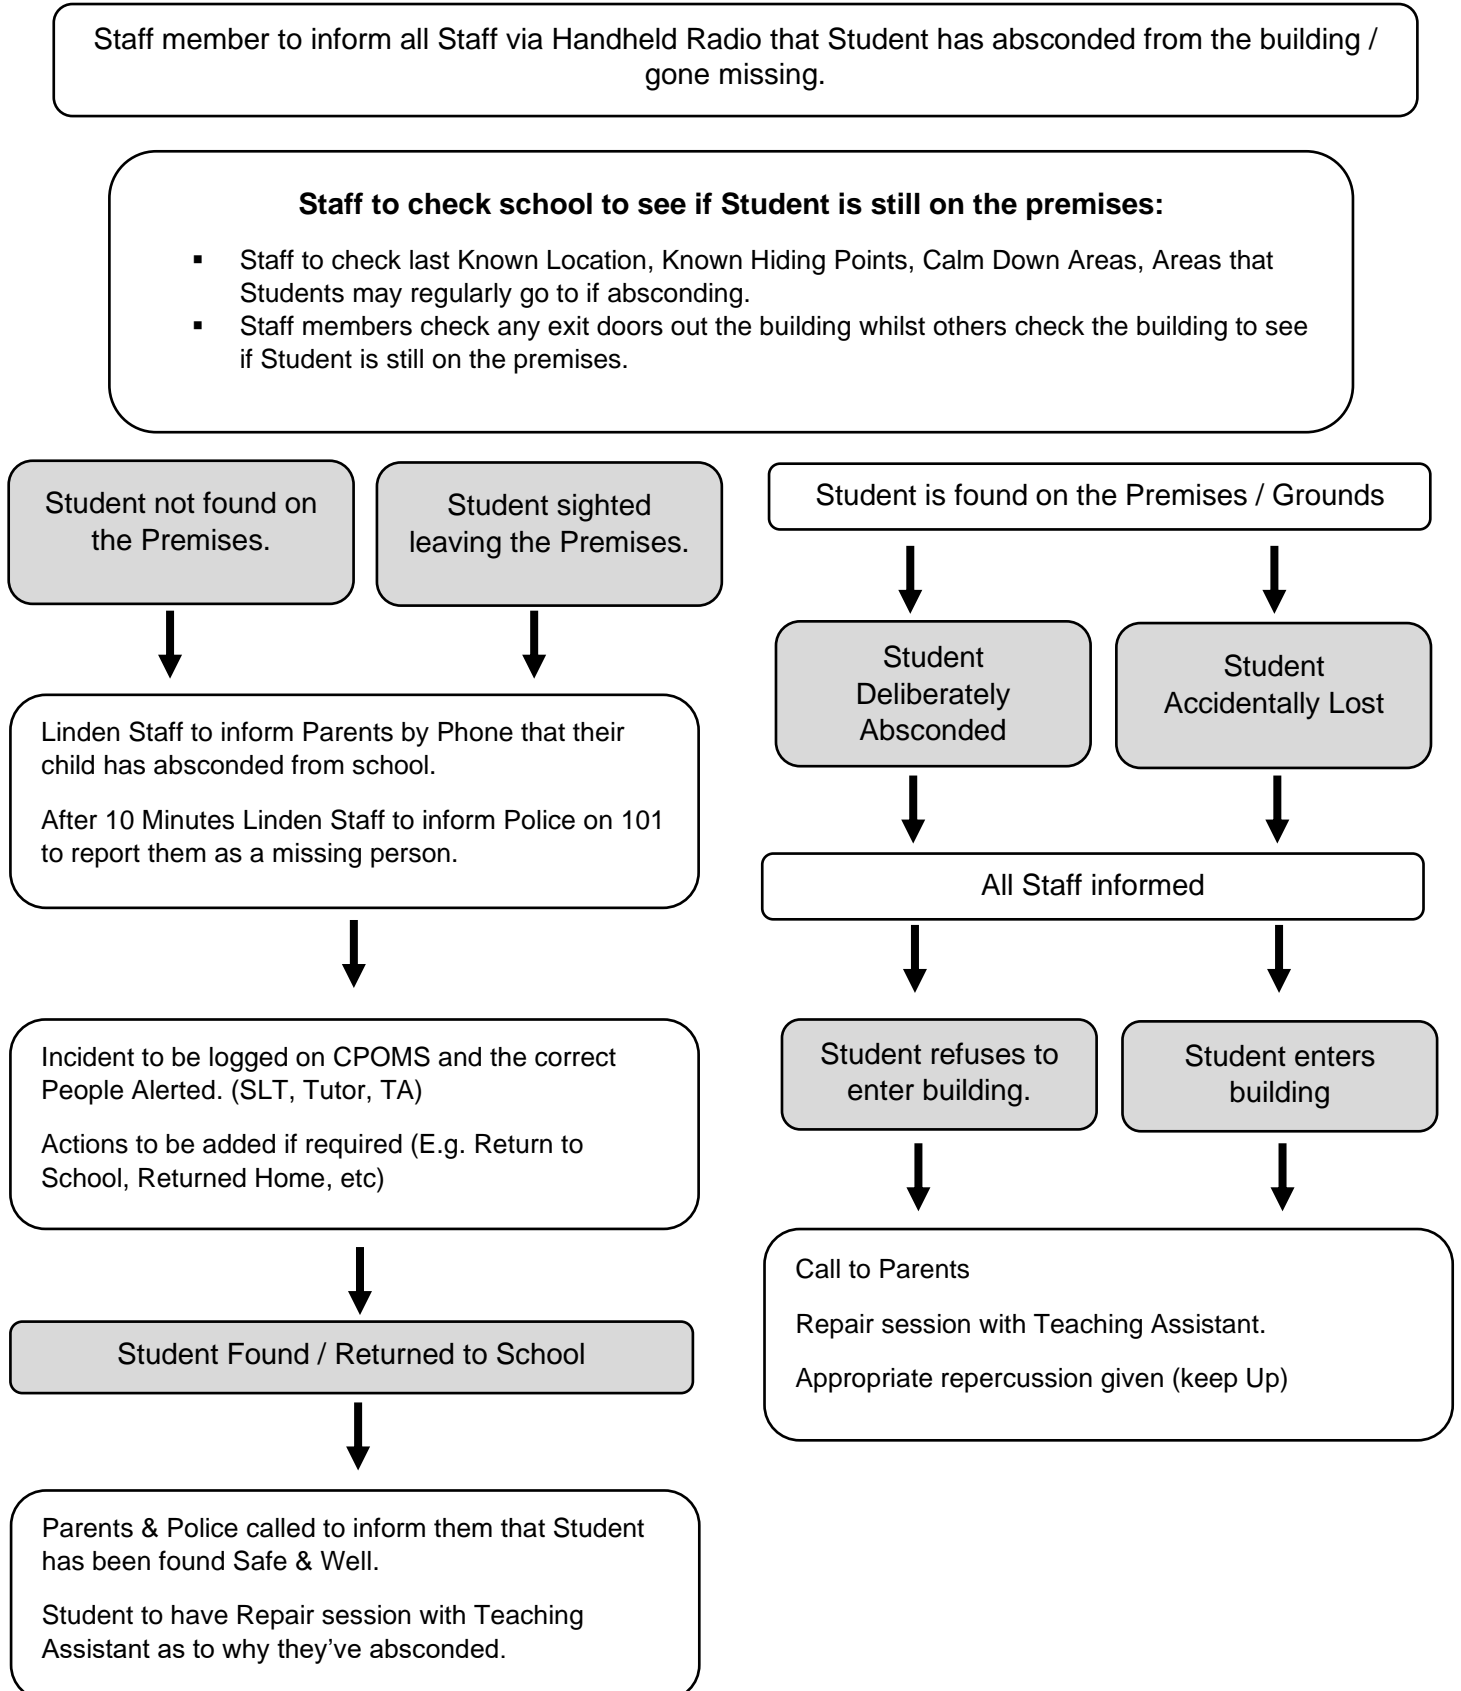 Staff member to inform all Staff via Handheld Radio that Student has absconded from the building /
gone missing.
Staff to check school to see if Student is still on the premises:
▪ Staff to check last Known Location, Known Hiding Points, Calm Down Areas, Areas that
Students may regularly go to if absconding.
▪ Staff members check any exit doors out the building whilst others check the building to see
if Student is still on the premises.
Student not found on
the Premises.
Student sighted
leaving the Premises.
Linden Staff to inform Parents by Phone that their
child has absconded from school.
After 10 Minutes Linden Staff to inform Police on 101
to report them as a missing person.
Incident to be logged on CPOMS and the correct
People Alerted. (SLT, Tutor, TA)
Actions to be added if required (E.g. Return to
School, Returned Home, etc)
Student Found / Returned to School
Parents & Police called to inform them that Student
has been found Safe & Well.
Student to have Repair session with Teaching
Assistant as to why they've absconded.
Student is found on the Premises / Grounds
Student
Deliberately
Absconded
Student
Accidentally Lost
All Staff informed
Student refuses to
enter building.
Student enters
building
Call to Parents
Repair session with Teaching Assistant.
Appropriate repercussion given (keep Up)